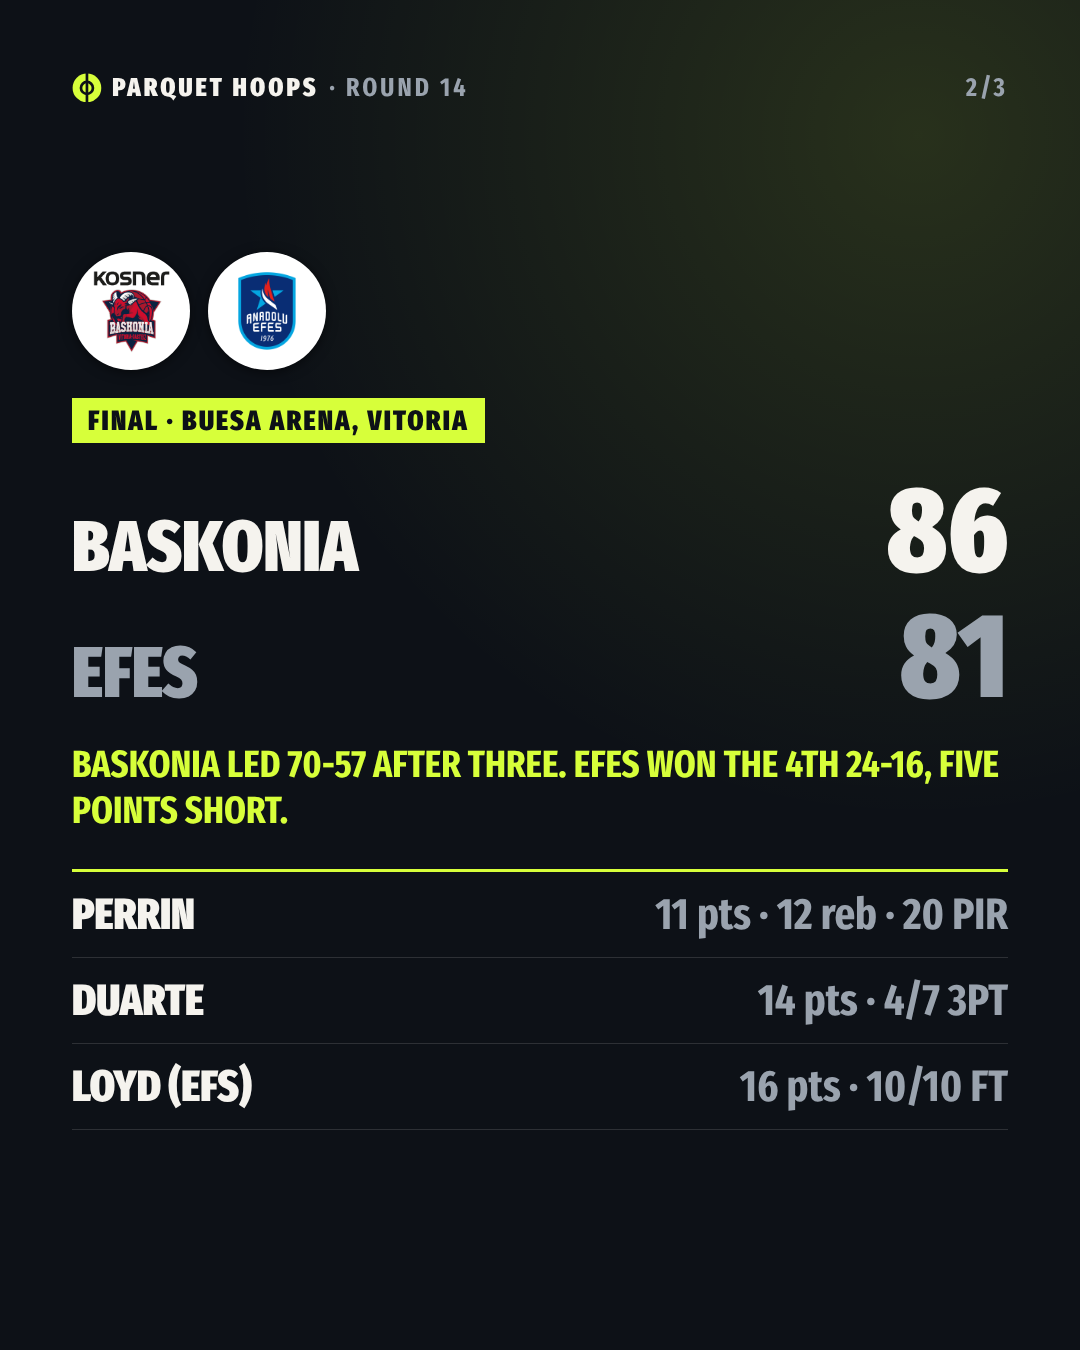 PARQUET HOOPS · ROUND 14
2/3
KOSNER
BASKONIA
ANADOLU
EFES
1976
FINAL · BUESA ARENA, VITORIA
BASKONIA 86
EFES 81
BASKONIA LED 70-57 AFTER THREE. EFES WON THE 4TH 24-16, FIVE
POINTS SHORT.
PERRIN 11 pts · 12 reb · 20 PIR
DUARTE 14 pts · 4/7 3PT
LOYD (EFS) 16 pts · 10/10 FT